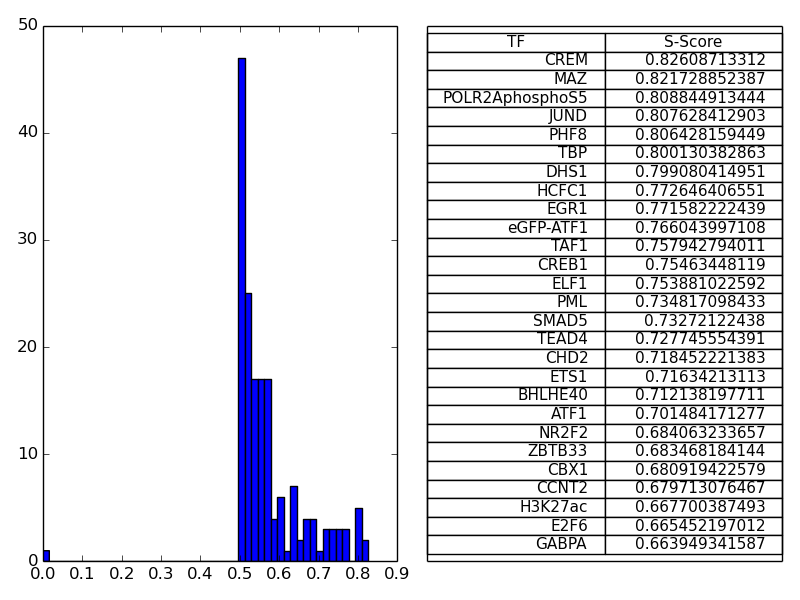 50
40
30
20
10
0
0.0 0.1 0.2 0.3 0.4 0.5 0.6 0.7 0.8 0.9
TF S-Score
CREM 0.82608713312
MAZ 0.821728852387
POLR2AphosphoS5 0.808844913444
JUND 0.807628412903
PHF8 0.806428159449
TBP 0.800130382863
DHS1 0.799080414951
HCFC1 0.772646406551
EGR1 0.771582222439
eGFP-ATF1 0.766043997108
TAF1 0.757942794011
CREB1 0.75463448119
ELF1 0.753881022592
PML 0.734817098433
SMAD5 0.73272122438
TEAD4 0.727745554391
CHD2 0.718452221383
ETS1 0.71634213113
BHLHE40 0.712138197711
ATF1 0.701484171277
NR2F2 0.684063233657
ZBTB33 0.683468184144
CBX1 0.680919422579
CCNT2 0.679713076467
H3K27ac 0.667700387493
E2F6 0.665452197012
GABPA 0.663949341587